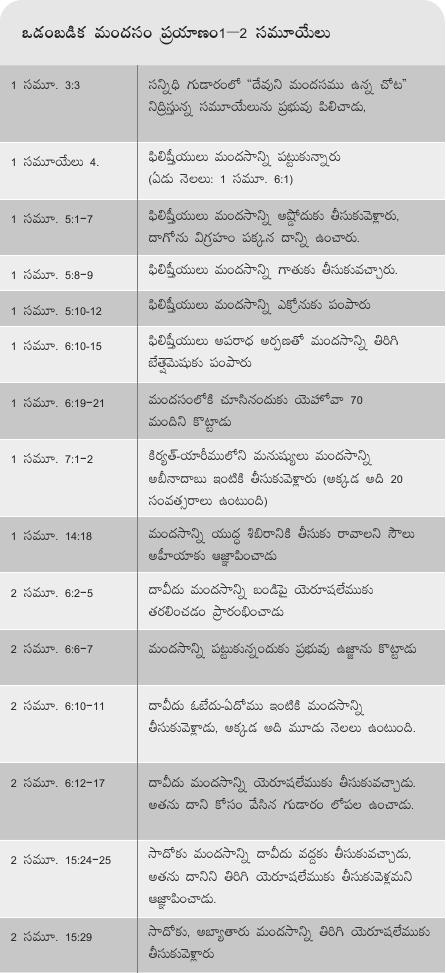 ఒడంబడిక మందసం ప్రయాణం1—2 సమూయేలు
1 సమూ. 3:3
సన్నిధి గుడారంలో “దేవుని మందసము ఉన్న చోట”
నిద్రిస్తున్న సమూయేలును ప్రభువు పిలిచాడు,
1 సమూయేలు 4.
ఫిలిష్తీయులు మందసాన్ని పట్టుకున్నారు
(ఏడు నెలలు: 1 సమూ. 6:1)
1 సమూ. 5:1–7
ఫిలిష్తీయులు మందసాన్ని అష్డోదుకు తీసుకువెళ్లారు,
దాగోను విగ్రహం పక్కన దాన్ని ఉంచారు.
1 సమూ. 5:8–9
ఫిలిష్తీయులు మందసాన్ని గాతుకు తీసుకువచ్చారు.
1 సమూ. 5:10-12
ఫిలిష్తీయులు మందసాన్ని ఎక్రోనుకు పంపారు
1 సమూ. 6:10-15
ఫిలిష్తీయులు అపరాధ అర్పణతో మందసాన్ని తిరిగి
బేత్షెమెషుకు పంపారు
1 సమూ. 6:19–21
మందసంలోకి చూసినందుకు యెహోవా 70
మందిని కొట్టాడు
1 సమూ. 7:1–2
కిర్యత్-యారీములోని మనుష్యులు మందసాన్ని
అబీనాదాబు ఇంటికి తీసుకువెళ్లారు (అక్కడ అది 20
సంవత్సరాలు ఉంటుంది)
1 సమూ. 14:18
మందసాన్ని యుద్ధ శిబిరానికి తీసుకు రావాలని సౌలు
అహీయాకు ఆజ్ఞాపించాడు
2 సమూ. 6:2–5
దావీదు మందసాన్ని బండిపై యెరూషలేముకు
తరలించడం ప్రారంభించాడు
2 సమూ. 6:6–7
మందసాన్ని పట్టుకున్నందుకు ప్రభువు ఉజ్జాను కొట్టాడు
2 సమూ. 6:10–11
దావీదు ఓబేదు-ఏదోము ఇంటికి మందసాన్ని
తీసుకువెళ్లాడు, అక్కడ అది మూడు నెలలు ఉంటుంది.
2 సమూ. 6:12–17
దావీదు మందసాన్ని యెరూషలేముకు తీసుకువచ్చాడు.
అతను దాని కోసం వేసిన గుడారం లోపల ఉంచాడు.
2 సమూ. 15:24–25
సాదోకు మందసాన్ని దావీదు వద్దకు తీసుకువచ్చాడు,
అతను దానిని తిరిగి యెరూషలేముకు తీసుకువెళ్లమని
ఆజ్ఞాపించాడు.
2 సమూ. 15:29
సాదోకు, అబ్యాతారు మందసాన్ని తిరిగి యెరూషలేముకు
తీసుకువెళ్లారు